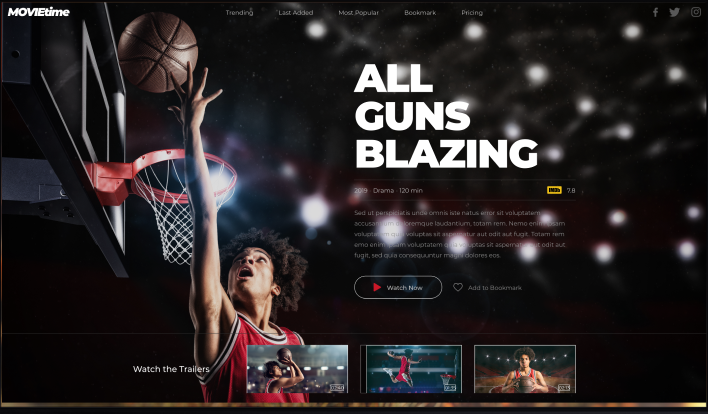 MOVIEtime
Trending
Last Added
Most Popular
Bookmark
Pricing
ALL
GUNS
BLAZING
2019 · Drama · 120 min
IMDb 7.8
Sed ut perspiciatis unde omnis iste natus error sit voluptatem
doloremque laudantium, totam rem. Nemo enim ipsam
voluptatem quia voluptas sit aspernatur aut odit aut fugit. Totam rem
emo enim ipsam voluptatem quia voluptas sit aspernatur aut odit aut
fugit, sed quia consequuntur magni dolores eos.
Watch Now
Add to Bookmark
Watch the Trailers